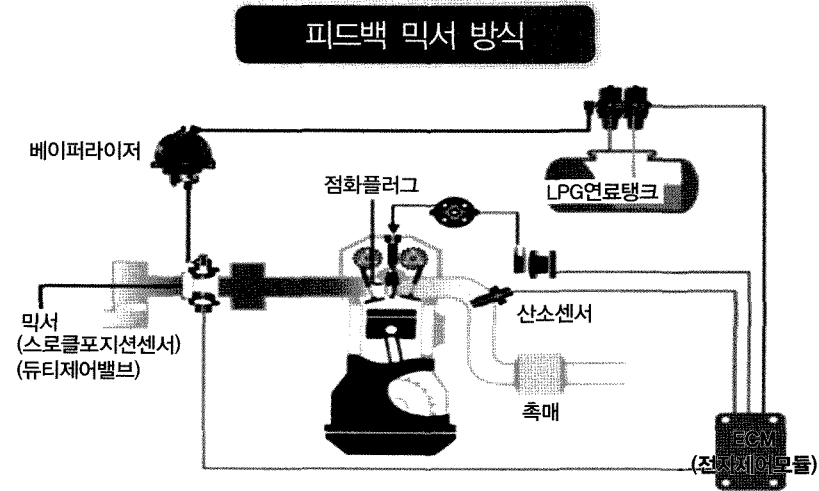 피드백 믹서 방식
베이퍼라이저
점화플러그
LPG연료탱크
산소센서
믹서
(스로클포지션센서)
(듀티제어밸브)
촉매
ECM
(전자제어모듈)